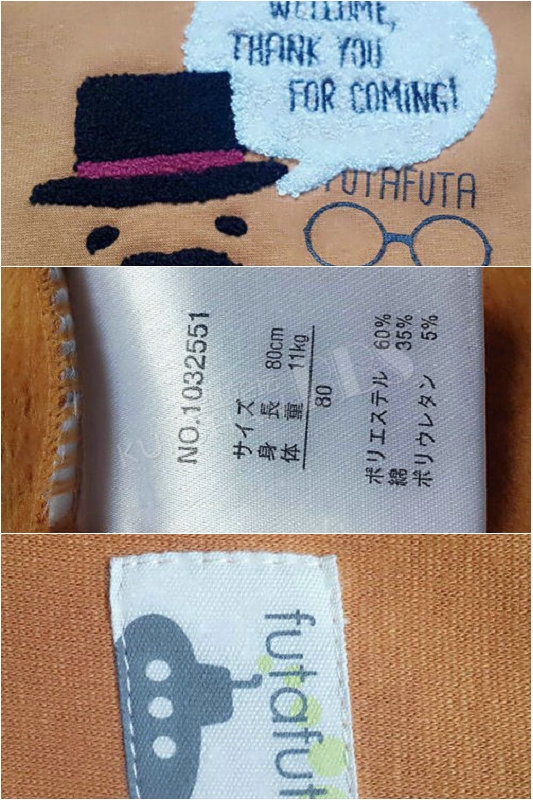 WELCOME,
THANK YOU
FOR COMING!
FUTAFUTA
NO.1032551
サイズ
身長 80cm
体重 11kg
80
ポリエステル 60%
綿 35%
ポリウレタン 5%
futafut